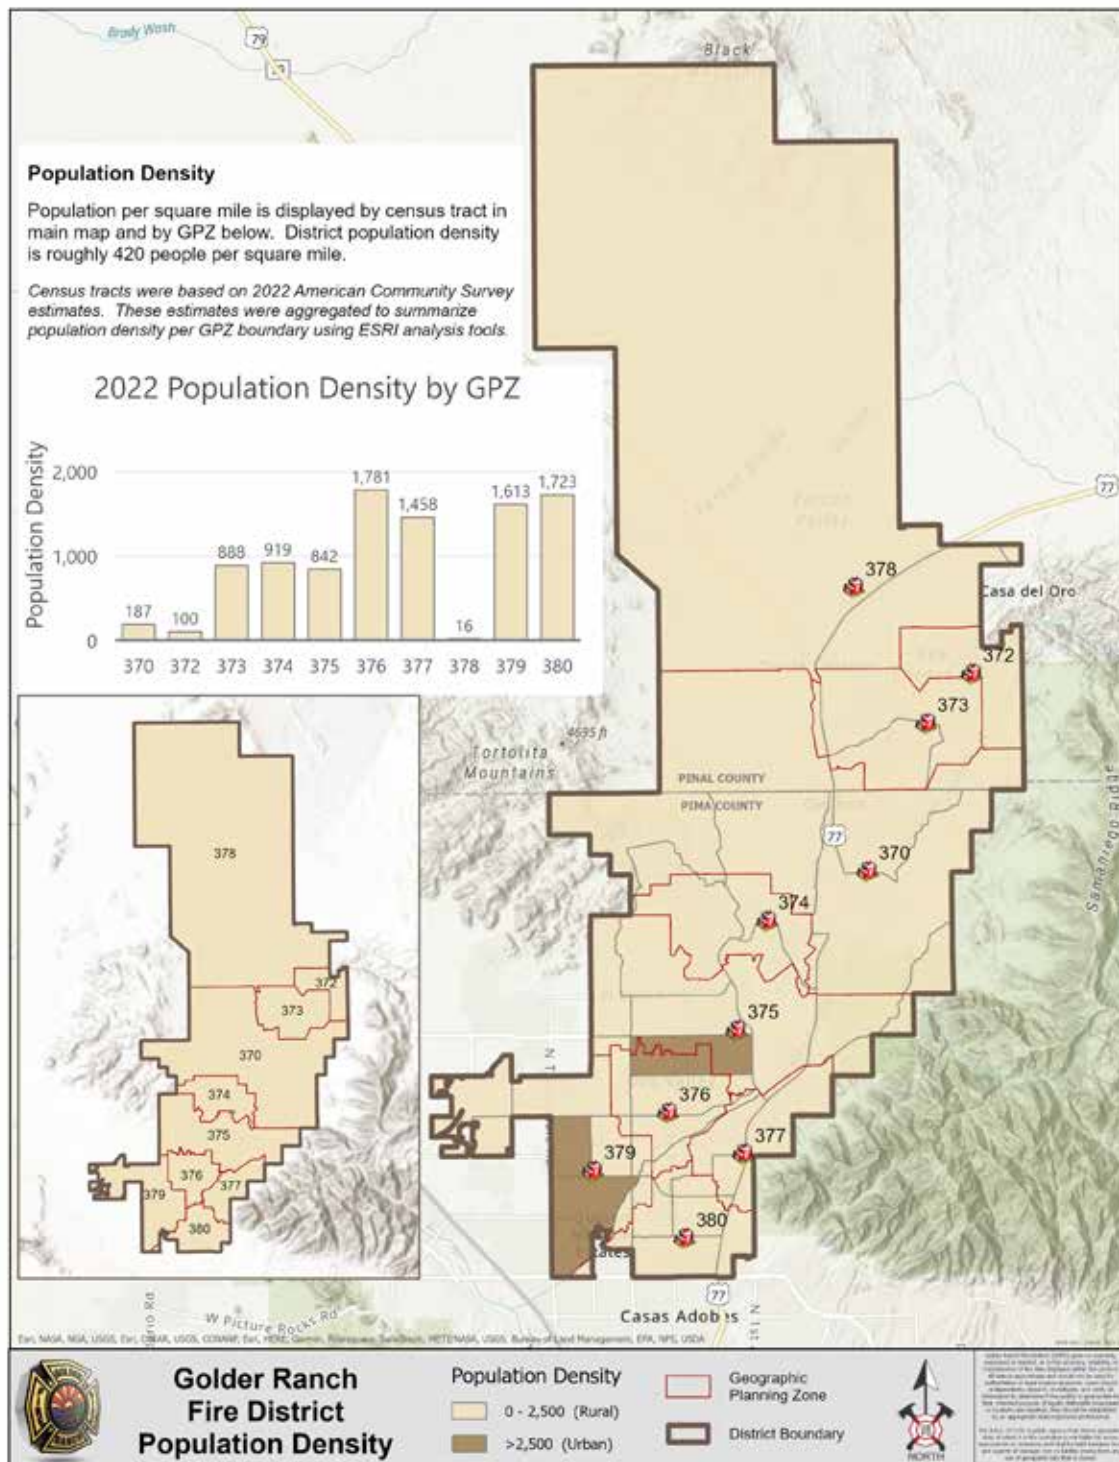 Brady Wash
79
Black
Population Density
Population per square mile is displayed by census tract in
main map and by GPZ below. District population density
is roughly 420 people per square mile.
Census tracts were based on 2022 American Community Survey
estimates. These estimates were aggregated to summarize
population density per GPZ boundary using ESRI analysis tools.
2022 Population Density by GPZ
Population Density
2,000
1,000
0
187
100
888
919
842
1,781
1,458
16
1,613
1,723
370
372
373
374
375
376
377
378
379
380
77
378
Casa del Oro
372
373
4695 ft
Tortolita
Mountains
PINAL COUNTY
PIMA COUNTY
77
370
Samaniego Ridge
374
375
N T
376
377
379
380
77
Casas Adobes
N 1st
378
372
373
370
374
375
376
377
379
380
W Picture Rocks Rd
Golder Ranch
Fire District
Population Density
Population Density
0 - 2,500 (Rural)
>2,500 (Urban)
Geographic
Planning Zone
District Boundary
NORTH